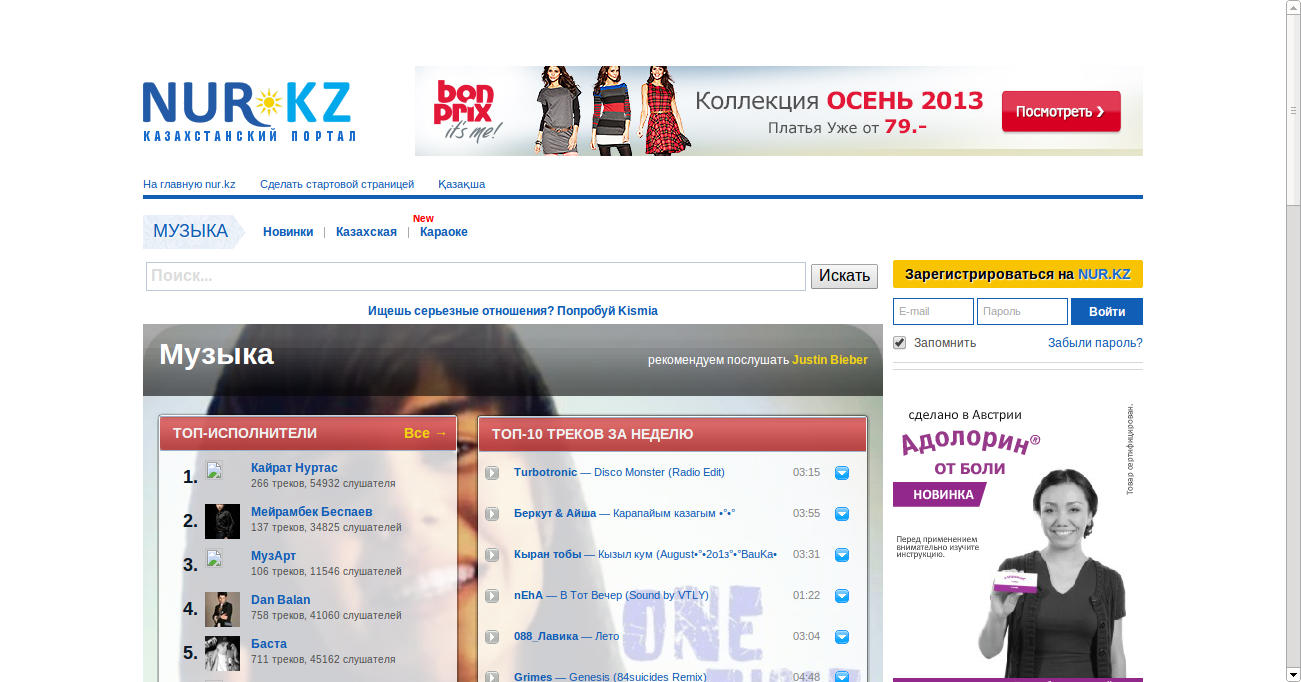 NUR KZ
КАЗАХСТАНСКИЙ ПОРТАЛ
bon prix
it's me!
Коллекция ОСЕНЬ 2013
Платья Уже от 79.-
Посмотреть
На главную nur.kz Сделать стартовой страницей Қазақша
МУЗЫКА
Новинки | Казахская | Караоке
New
Поиск...
Искать
Зарегистрироваться на NUR.KZ
E-mail Пароль Войти
Запомнить Забыли пароль?
Ищешь серьезные отношения? Попробуй Kismia
Музыка
рекомендуем послушать Justin Bieber
ТОП-ИСПОЛНИТЕЛИ Все →
1. Кайрат Нуртас
266 треков, 54932 слушателя
2. Мейрамбек Беспаев
137 треков, 34825 слушателей
3. МузАрт
106 треков, 11546 слушателей
4. Dan Balan
758 треков, 41060 слушателей
5. Баста
711 треков, 45162 слушателя
ТОП-10 ТРЕКОВ ЗА НЕДЕЛЮ
Turbotronic — Disco Monster (Radio Edit) 03:15
Беркут & Айша — Карапайым казагым •°•° 03:55
Кыран тобы — Кызыл кум (August•°•2о1з°•°BauKa• 03:31
nEhA — В Тот Вечер (Sound by VTLY) 01:22
088_Лавика — Лето 03:04
Grimes — Genesis (84suicides Remix) 04:48
ONE
сделано в Австрии
Адолорин®
ОТ БОЛИ
НОВИНКА
Товар сертифицирован.
Перед применением
внимательно изучите
инструкцию.